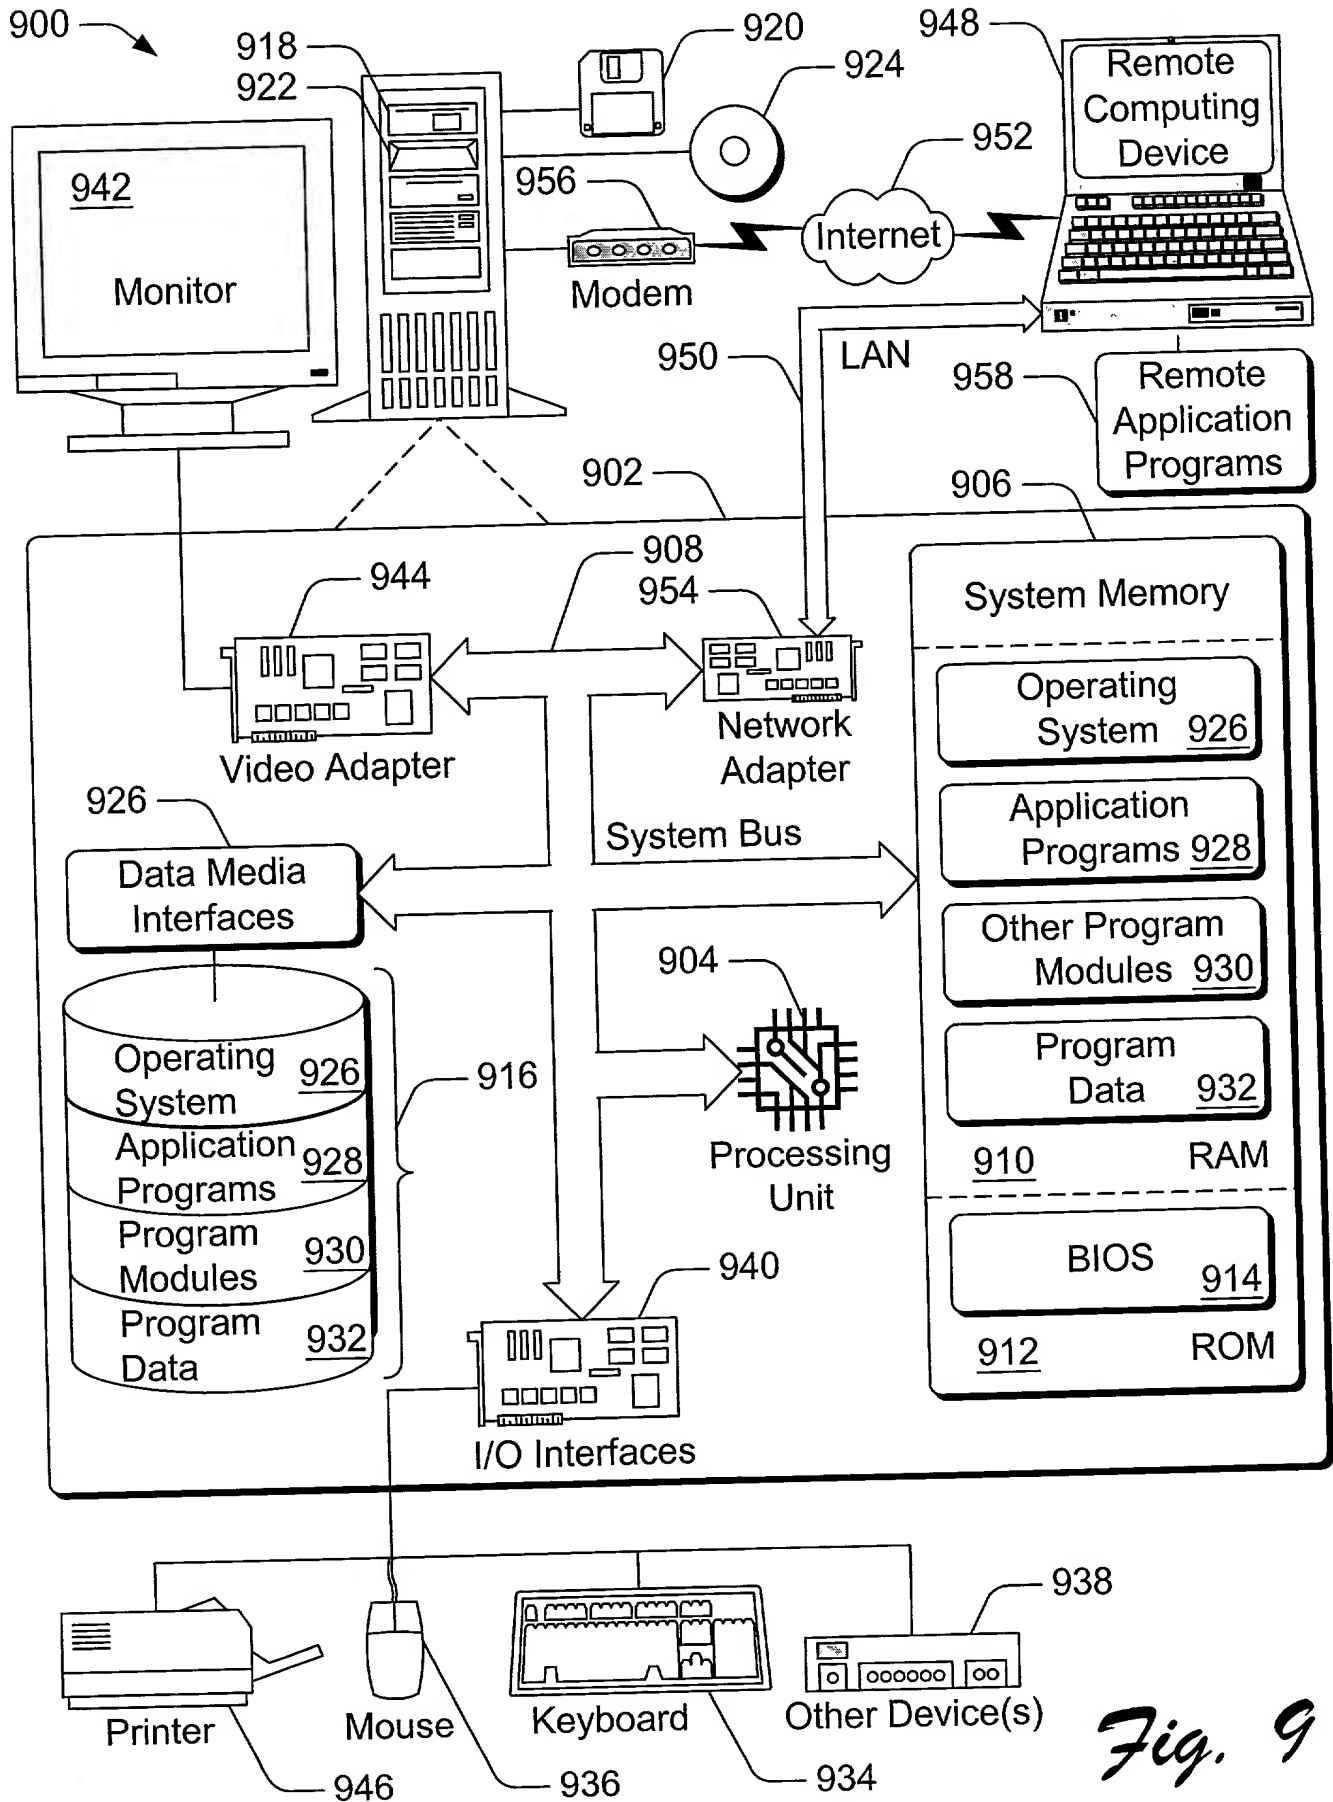 900
918
922
920
924
948
Remote
Computing
Device
942
Monitor
956
Modem
952
Internet
950
LAN
958
Remote
Application
Programs
902
906
908
944
954
Video Adapter
Network
Adapter
System Memory
Operating
System 926
Application
Programs 928
Other Program
Modules 930
Program
Data 932
910 RAM
BIOS
914
912 ROM
926
Data Media
Interfaces
System Bus
904
Processing
Unit
Operating
System 926
Application
Programs 928
Program
Modules 930
Program
Data 932
916
940
I/O Interfaces
Printer
946
Mouse
936
Keyboard
934
938
Other Device(s)
Fig. 9